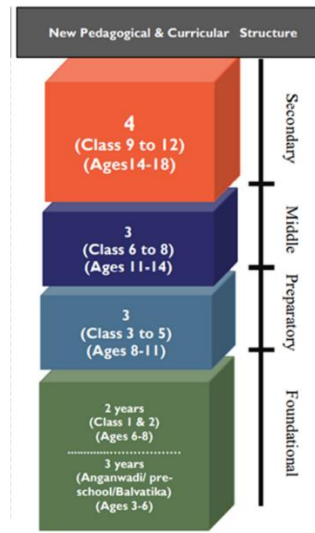 New Pedagogical & Curricular Structure
4
(Class 9 to 12)
(Ages14-18)
Secondary
3
(Class 6 to 8)
(Ages 11-14)
Middle
3
(Class 3 to 5)
(Ages 8-11)
Preparatory
2 years
(Class 1 & 2)
(Ages 6-8)
3 years
(Anganwadi/ pre-
school/Balvatika)
(Ages 3-6)
Foundational